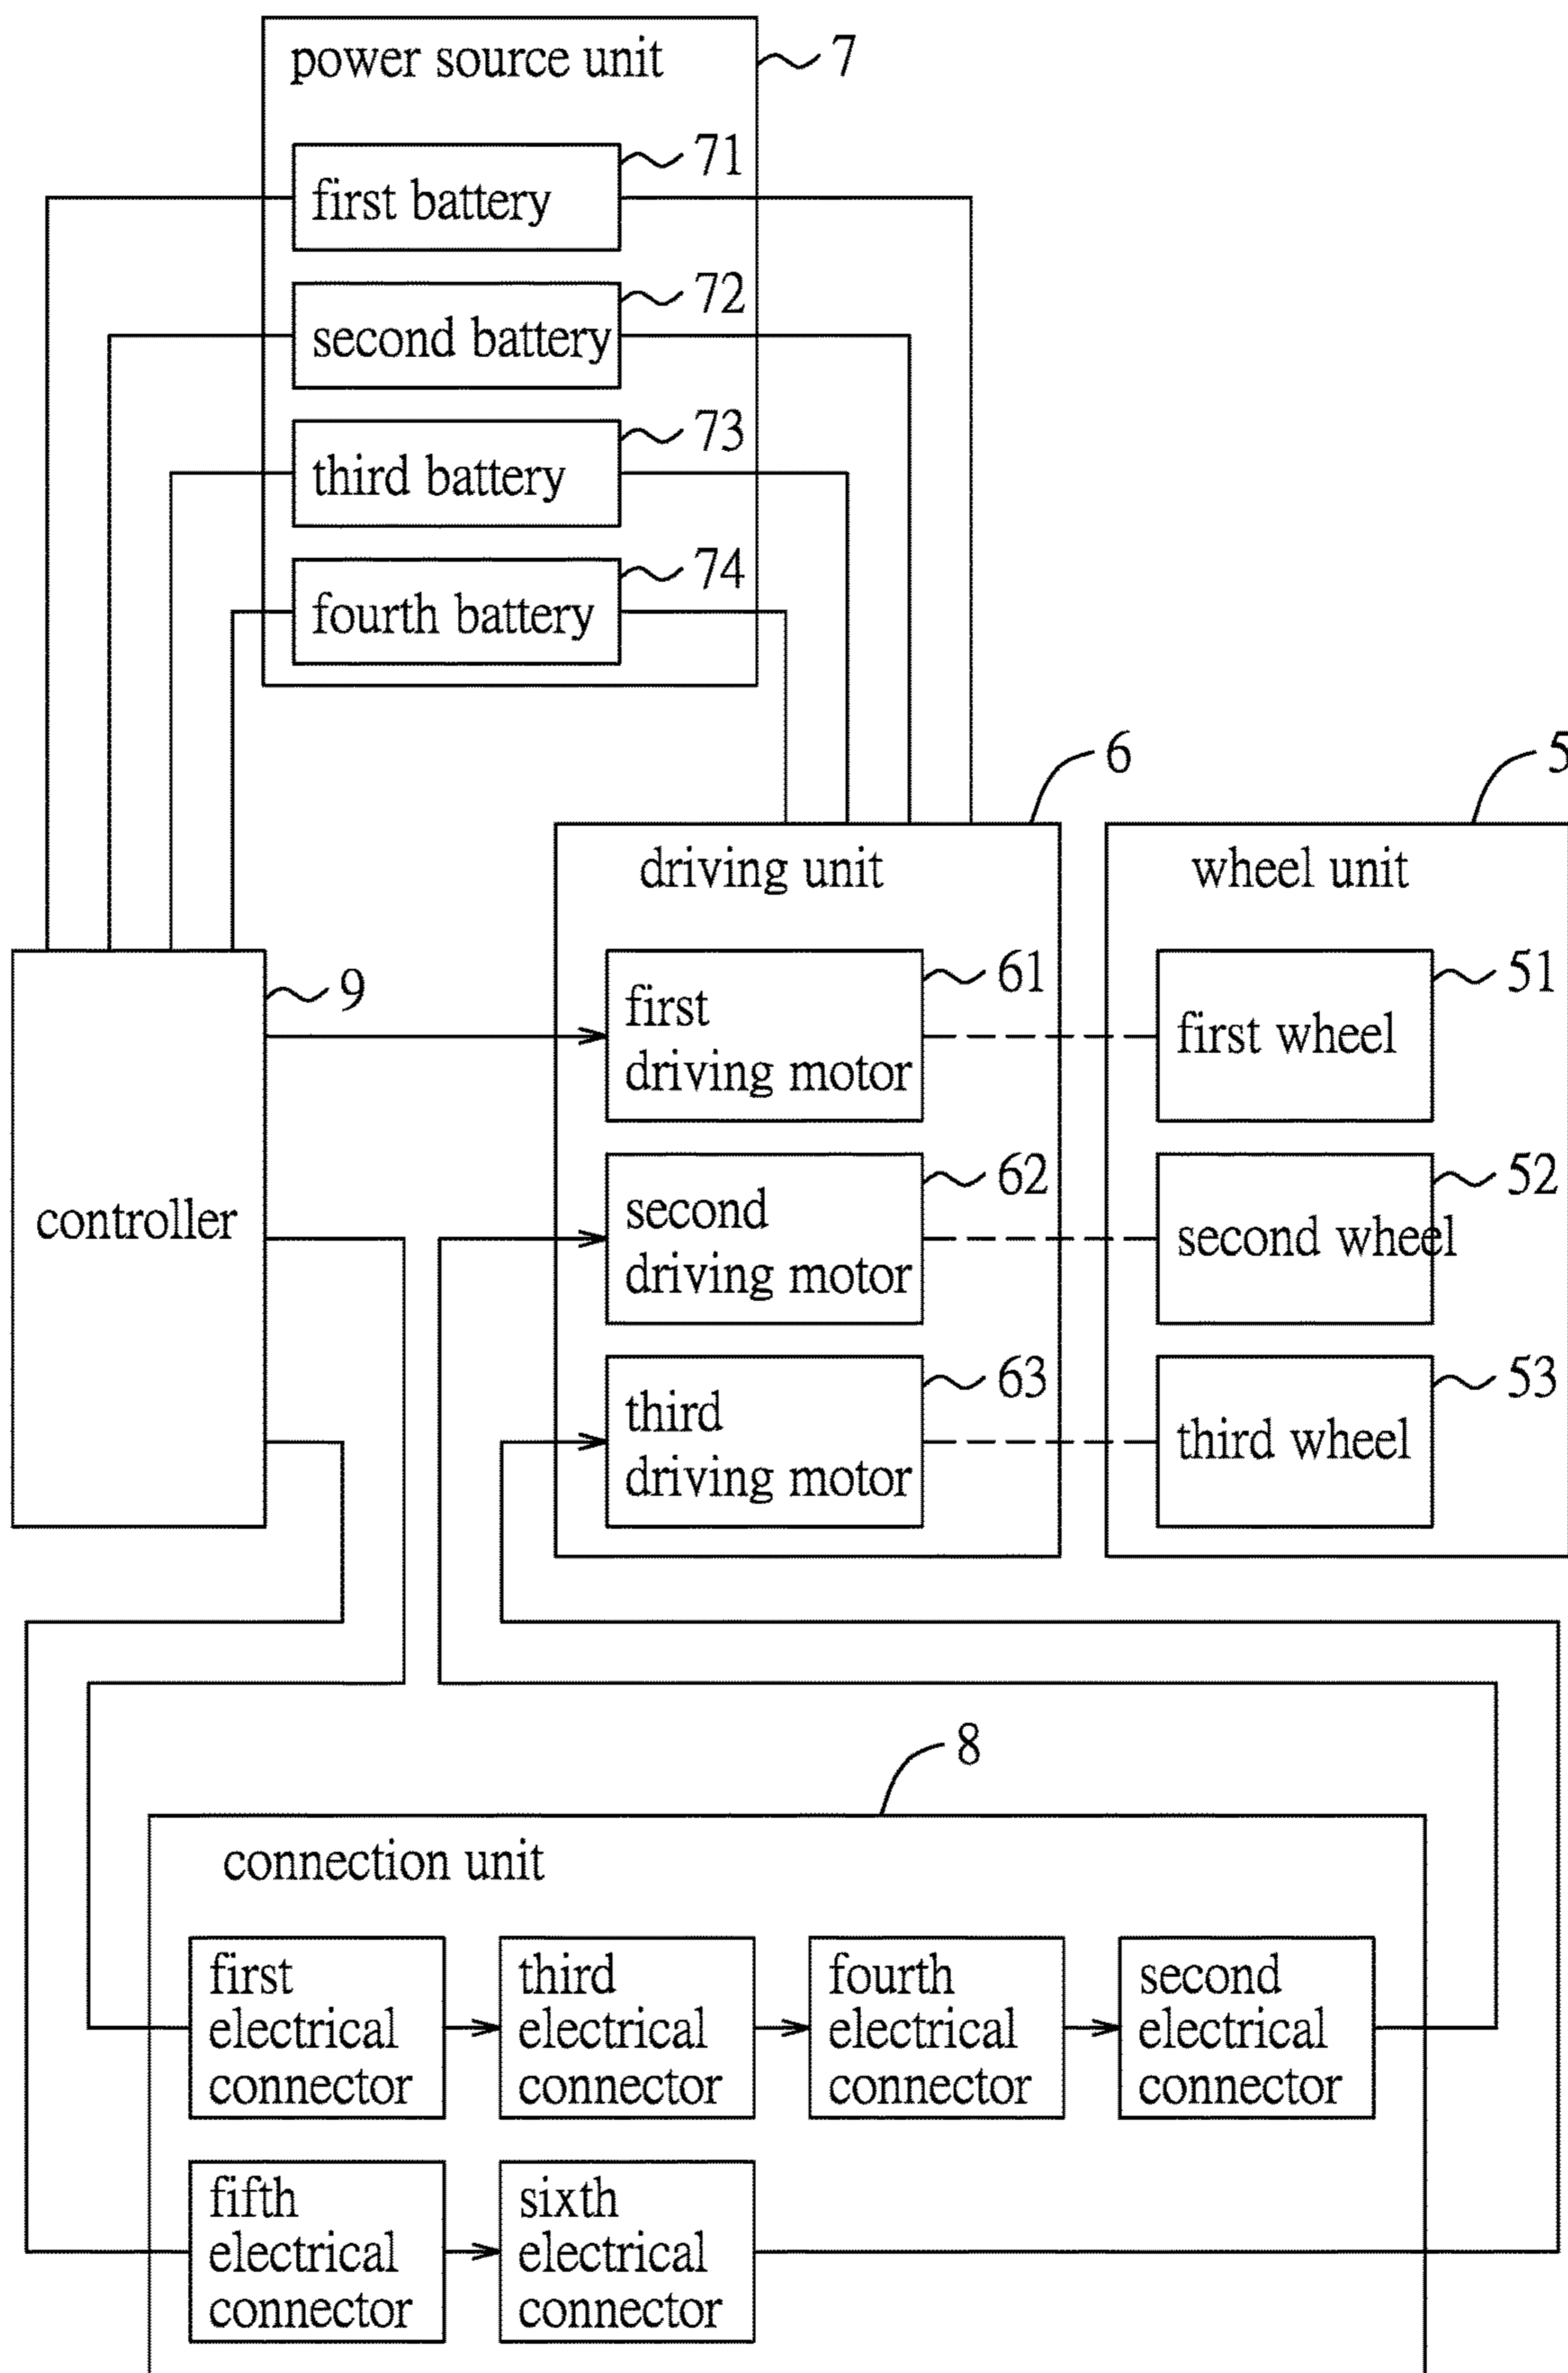 power source unit
7
71
first battery
72
second battery
73
third battery
74
fourth battery
6
5
driving unit
wheel unit
9
controller
61
first
driving motor
51
first wheel
62
second
driving motor
52
second wheel
63
third
driving motor
53
third wheel
8
connection unit
first
electrical
connector
third
electrical
connector
fourth
electrical
connector
second
electrical
connector
fifth
electrical
connector
sixth
electrical
connector